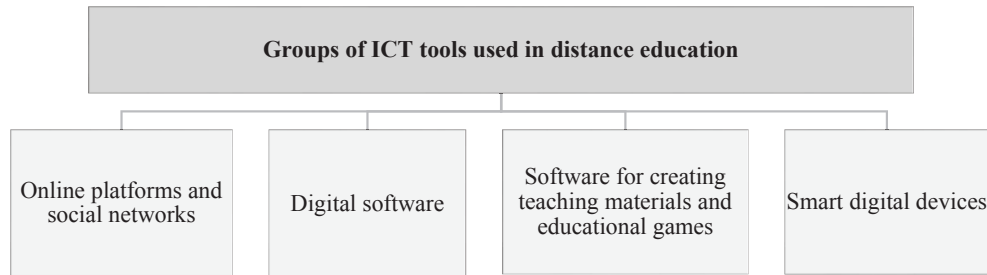 Groups of ICT tools used in distance education
Online platforms and
social networks
Digital software
Software for creating
teaching materials and
educational games
Smart digital devices